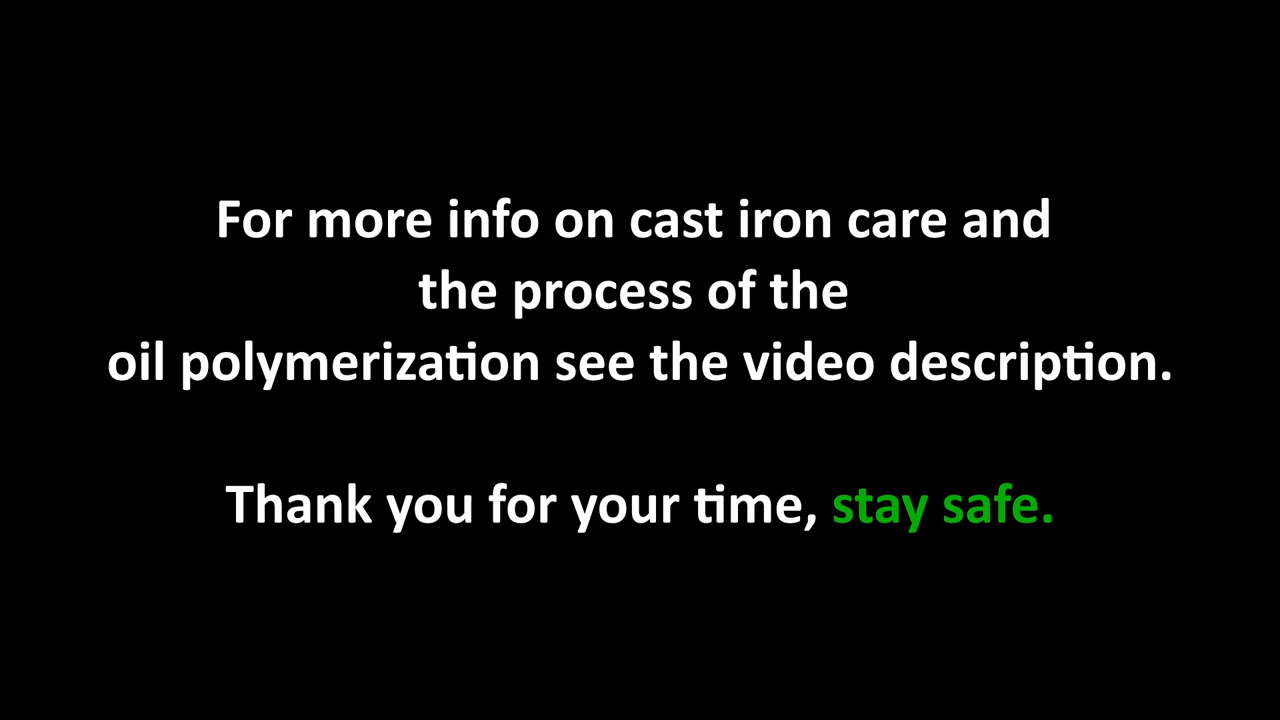 For more info on cast iron care and
the process of the
oil polymerization see the video description.
Thank you for your time, stay safe.